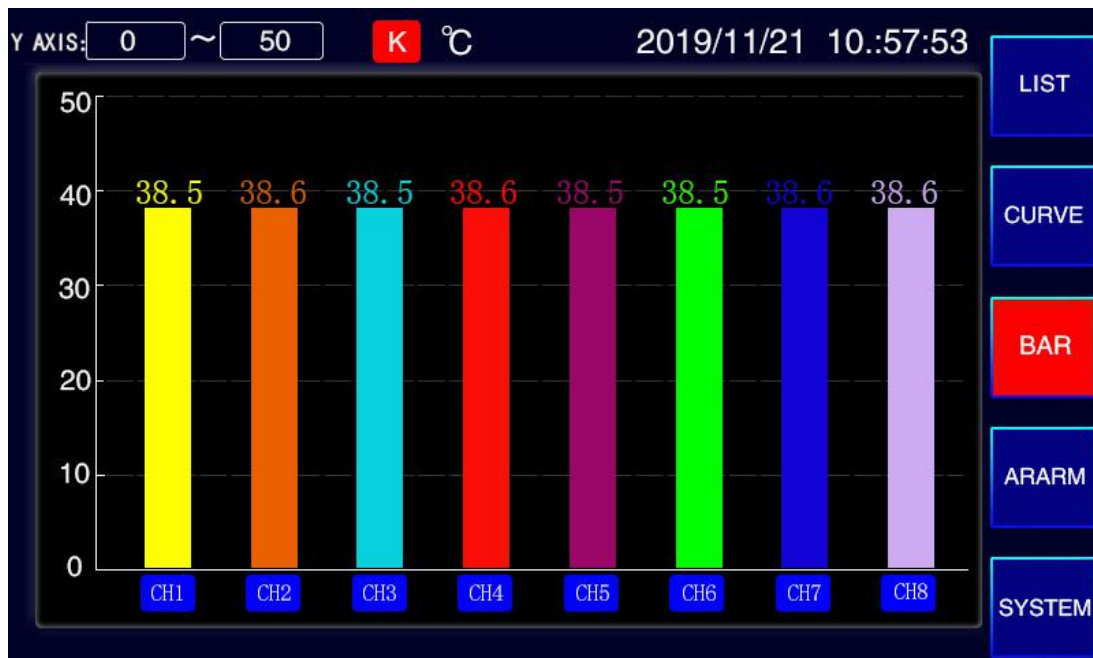 Y AXIS: 0 ～ 50 K ℃ 2019/11/21 10.:57:53
LIST
CURVE
BAR
ARARM
SYSTEM
50
40
30
20
10
0
38.5 38.6 38.5 38.6 38.5 38.5 38.6 38.6
CH1 CH2 CH3 CH4 CH5 CH6 CH7 CH8